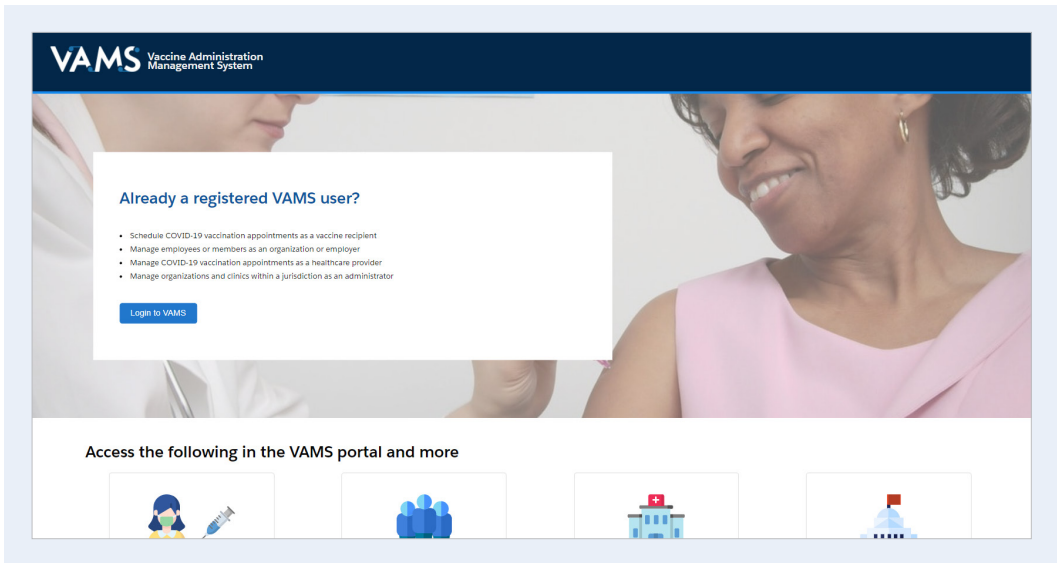 VAMS Vaccine Administration
Management System
Already a registered VAMS user?
• Schedule COVID-19 vaccination appointments as a vaccine recipient
• Manage employees or members as an organization or employer
• Manage COVID-19 vaccination appointments as a healthcare provider
• Manage organizations and clinics within a jurisdiction as an administrator
Login to VAMS
Access the following in the VAMS portal and more